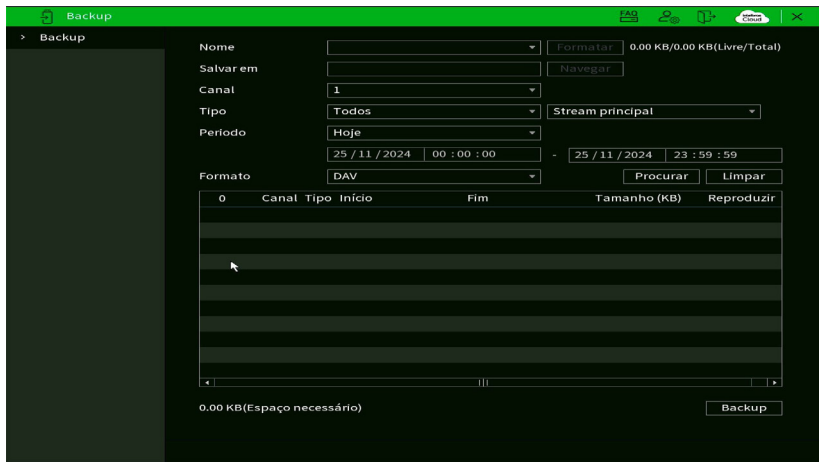 Backup
FAQ
Cloud
> Backup
Nome Formatar 0.00 KB/0.00 KB(Livre/Total)
Salvar em Navegar
Canal 1
Tipo Todos Stream principal
Período Hoje
25 / 11 / 2024 00 : 00 : 00 - 25 / 11 / 2024 23 : 59 : 59
Formato DAV Procurar Limpar
0 Canal Tipo Início Fim Tamanho (KB) Reproduzir
0.00 KB(Espaço necessário) Backup